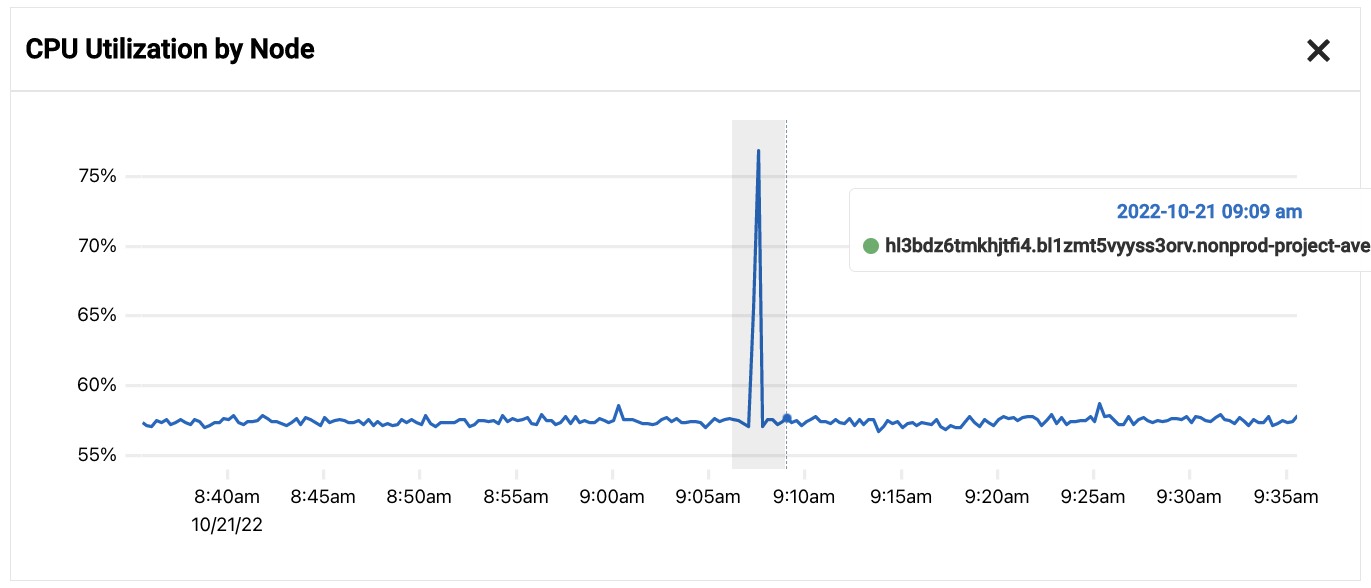 CPU Utilization by Node
75%
70%
65%
60%
55%
2022-10-21 09:09 am
hl3bdz6tmkhjtfi4.bl1zmt5vyyss3orv.nonprod-project-ave
8:40am 8:45am 8:50am 8:55am 9:00am 9:05am 9:10am 9:15am 9:20am 9:25am 9:30am 9:35am
10/21/22